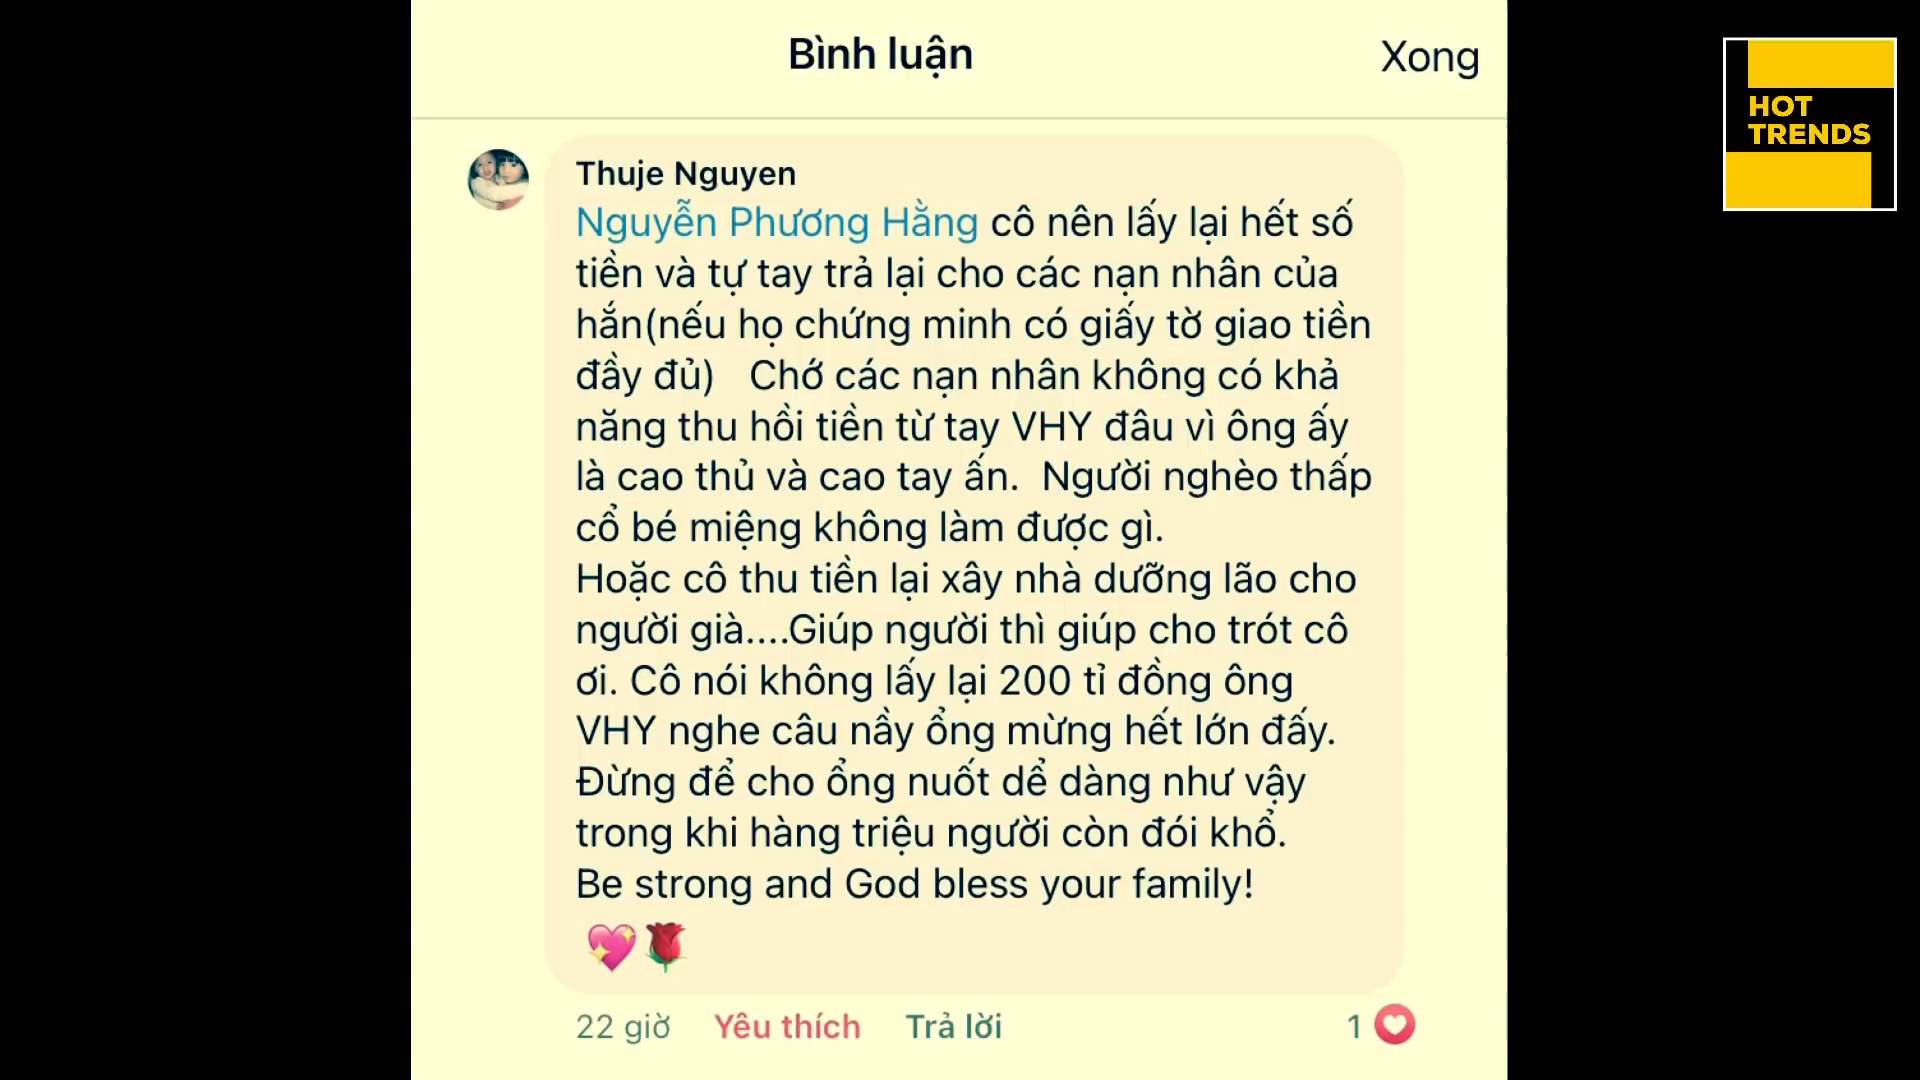 Bình luận
Xong
HOT
TRENDS
Thuje Nguyen
Nguyễn Phương Hằng cô nên lấy lại hết số
tiền và tự tay trả lại cho các nạn nhân của
hắn(nếu họ chứng minh có giấy tờ giao tiền
đầy đủ)   Chớ các nạn nhân không có khả
năng thu hồi tiền từ tay VHY đâu vì ông ấy
là cao thủ và cao tay ấn.  Người nghèo thấp
cổ bé miệng không làm được gì.
Hoặc cô thu tiền lại xây nhà dưỡng lão cho
người già....Giúp người thì giúp cho trót cô
ơi. Cô nói không lấy lại 200 tỉ đồng ông
VHY nghe câu nầy ổng mừng hết lớn đấy.
Đừng để cho ổng nuốt dể dàng như vậy
trong khi hàng triệu người còn đói khổ.
Be strong and God bless your family!
💖🌹
22 giờ Yêu thích Trả lời 1